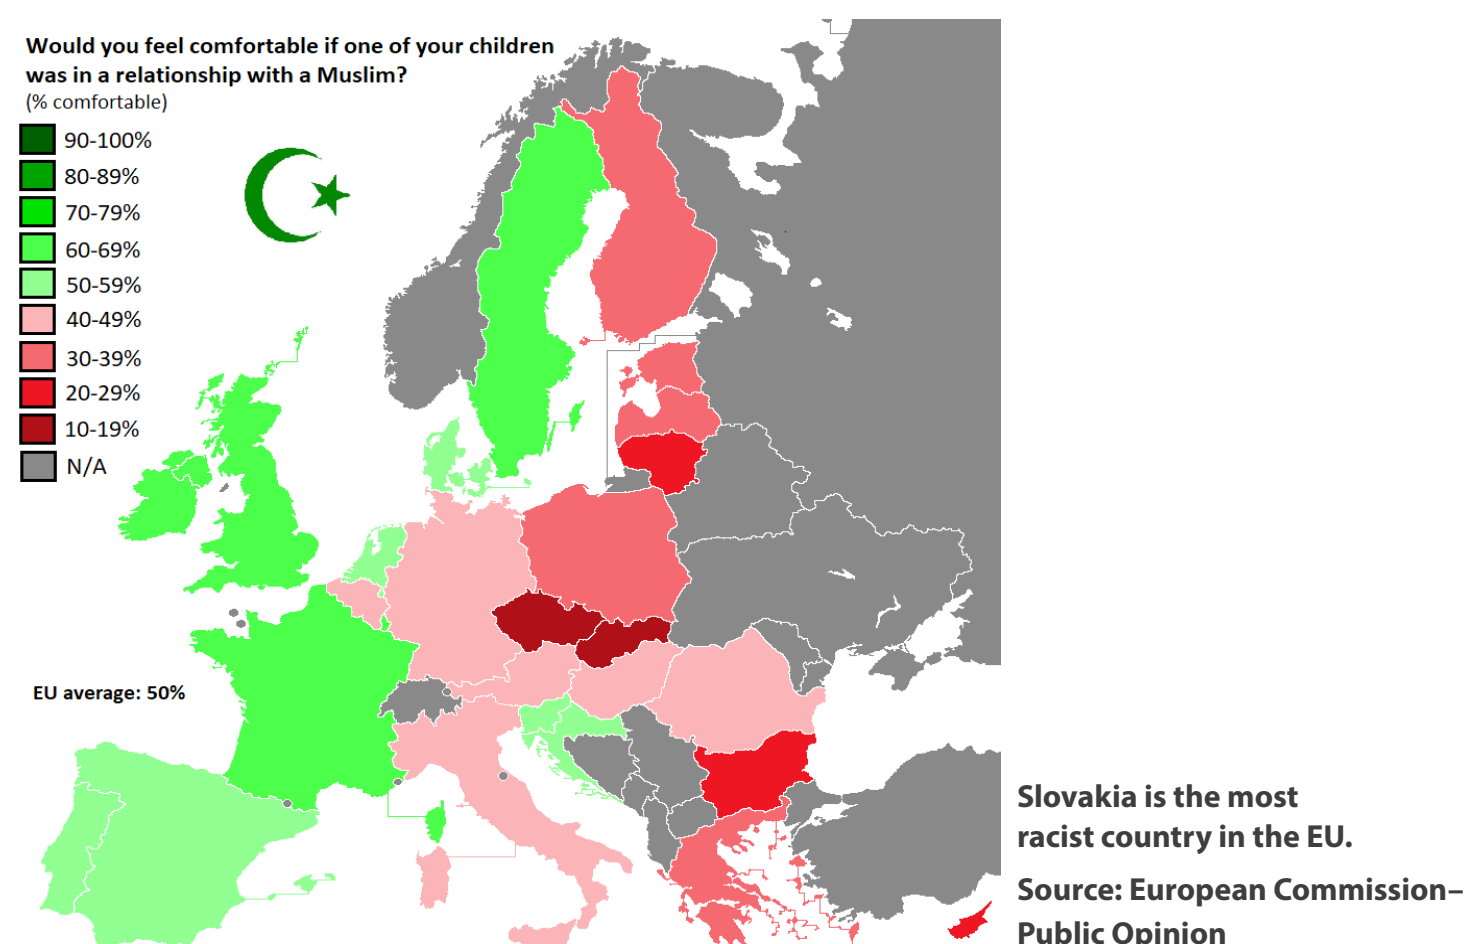 Would you feel comfortable if one of your children
was in a relationship with a Muslim?
(% comfortable)
90-100%
80-89%
70-79%
60-69%
50-59%
40-49%
30-39%
20-29%
10-19%
N/A
EU average: 50%
Slovakia is the most
racist country in the EU.
Source: European Commission–
Public Opinion